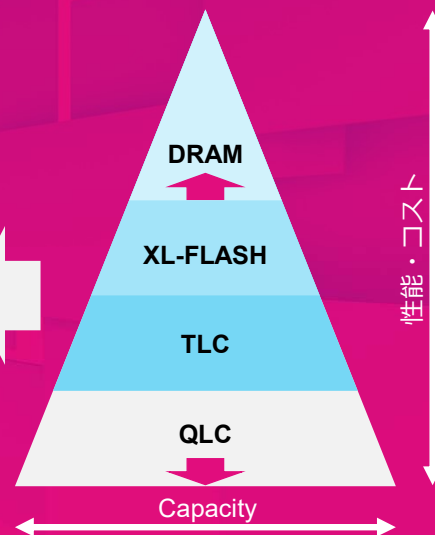 DRAM
XL-FLASH
TLC
QLC
Capacity
性能・コスト